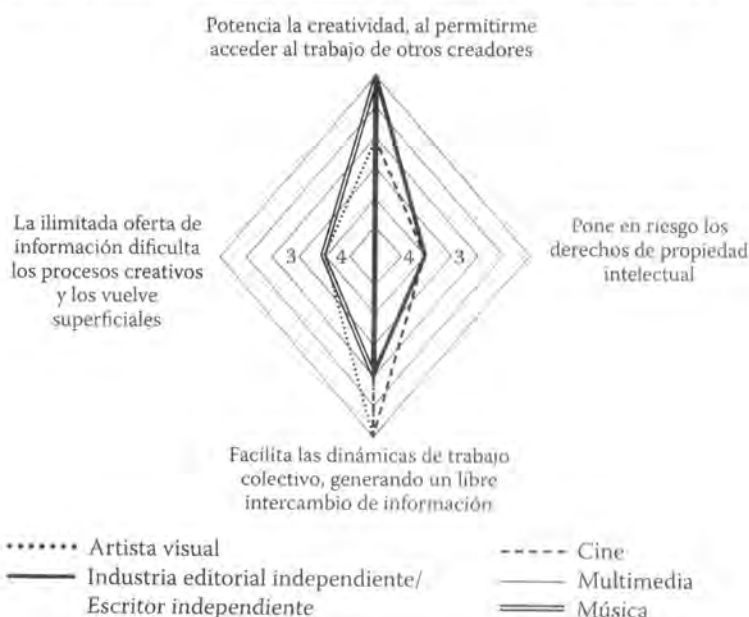 Potencia la creatividad, al permitirme
acceder al trabajo de otros creadores
La ilimitada oferta de
información dificulta
los procesos creativos
y los vuelve
superficiales
3 4 4 3
Pone en riesgo los
derechos de propiedad
intelectual
Facilita las dinámicas de trabajo
colectivo, generando un libre
intercambio de información
Artista visual
Industria editorial independiente/
Escritor independiente
Cine
Multimedia
Música